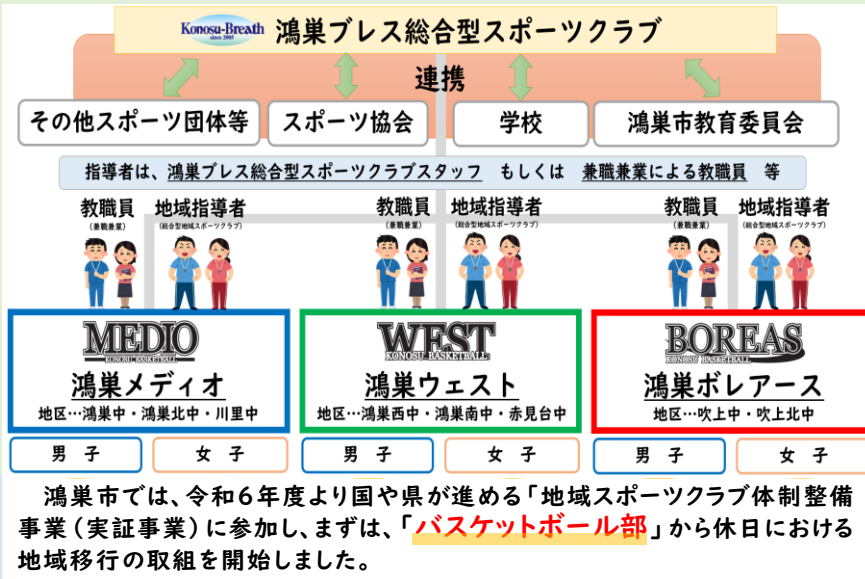 Konosu-Breath
since 2005
鴻巣ブレス総合型スポーツクラブ
連携
その他スポーツ団体等 スポーツ協会 学校 鴻巣市教育委員会
指導者は、鴻巣ブレス総合型スポーツクラブスタッフ もしくは 兼職兼業による教職員 等
教職員 地域指導者 教職員 地域指導者 教職員 地域指導者
(兼職兼業) (総合型地域スポーツクラブ) (兼職兼業) (総合型地域スポーツクラブ) (兼職兼業) (総合型地域スポーツクラブ)
MEDIO WEST BOREAS
KONOSU BASKETBALL KONOSU BASKETBALL KONOSU BASKETBALL
鴻巣メディオ 鴻巣ウェスト 鴻巣ボレアース
地区…鴻巣中・鴻巣北中・川里中 地区…鴻巣西中・鴻巣南中・赤見台中 地区…吹上中・吹上北中
男子 女子 男子 女子 男子 女子
鴻巣市では、令和6年度より国や県が進める「地域スポーツクラブ体制整備
事業(実証事業)に参加し、まずは、「バスケットボール部」から休日における
地域移行の取組を開始しました。